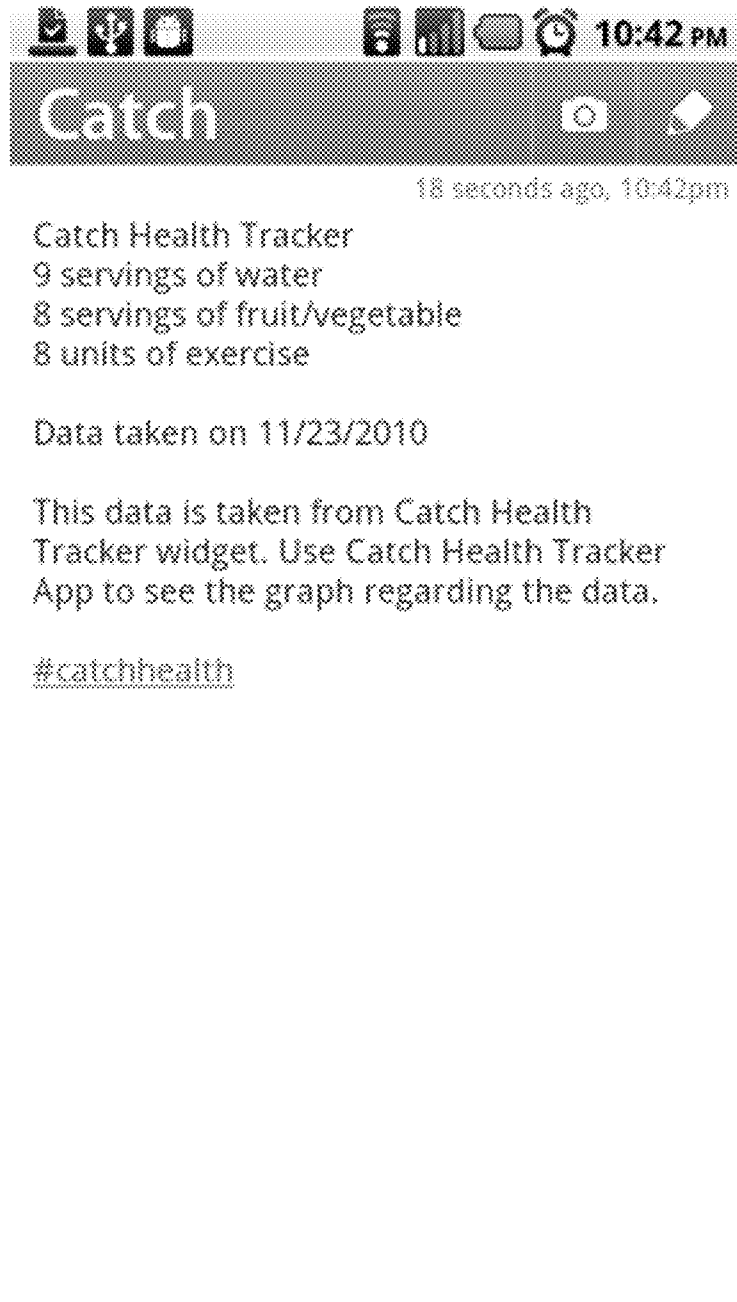 10:42 PM
Catch
18 seconds ago, 10:42pm
Catch Health Tracker
9 servings of water
8 servings of fruit/vegetable
8 units of exercise
Data taken on 11/23/2010
This data is taken from Catch Health
Tracker widget. Use Catch Health Tracker
App to see the graph regarding the data.
#catchhealth